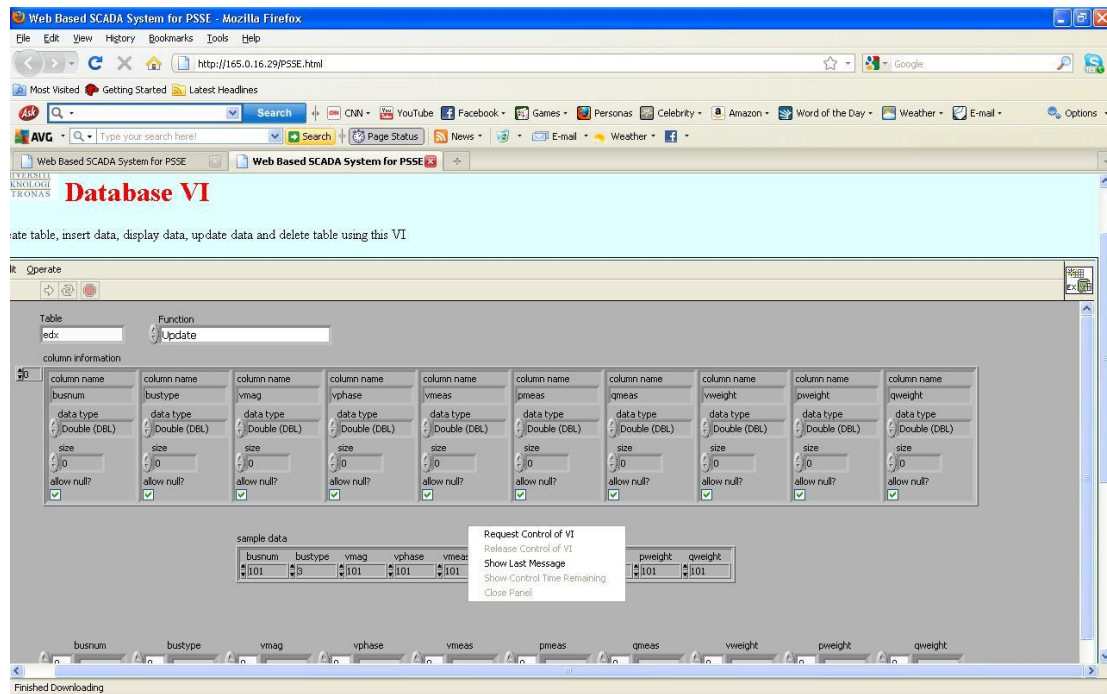 Web Based SCADA System for PSSE - Mozilla Firefox
File Edit View History Bookmarks Tools Help
http://165.0.16.29/PSSE.html Google
Most Visited Getting Started Latest Headlines
Ask Search CNN YouTube Facebook Games Personas Celebrity Amazon Word of the Day Weather E-mail Options
AVG Type your search here! Search Page Status News E-mail Weather
Web Based SCADA System for PSSE Web Based SCADA System for PSSE
KNOLOGI
TRONAS
Database VI
ate table, insert data, display data, update data and delete table using this VI
it Operate
EX
Table Function
edx Update
column information
0
column name column name column name column name column name column name column name column name column name column name
busnum bustype vmag vphase vmeas pmeas qmeas vweight pweight qweight
data type data type data type data type data type data type data type data type data type data type
Double (DBL) Double (DBL) Double (DBL) Double (DBL) Double (DBL) Double (DBL) Double (DBL) Double (DBL) Double (DBL) Double (DBL)
size size size size size size size size size size
0 0 0 0 0 0 0 0 0 0
allow null? allow null? allow null? allow null? allow null? allow null? allow null? allow null? allow null? allow null?
sample data
busnum bustype vmag vphase vmeas pweight qweight
101 3 101 101 101 101 101
Request Control of VI
Release Control of VI
Show Last Message
Show Control Time Remaining
Close Panel
busnum bustype vmag vphase vmeas pmeas qmeas vweight pweight qweight
Finished Downloading